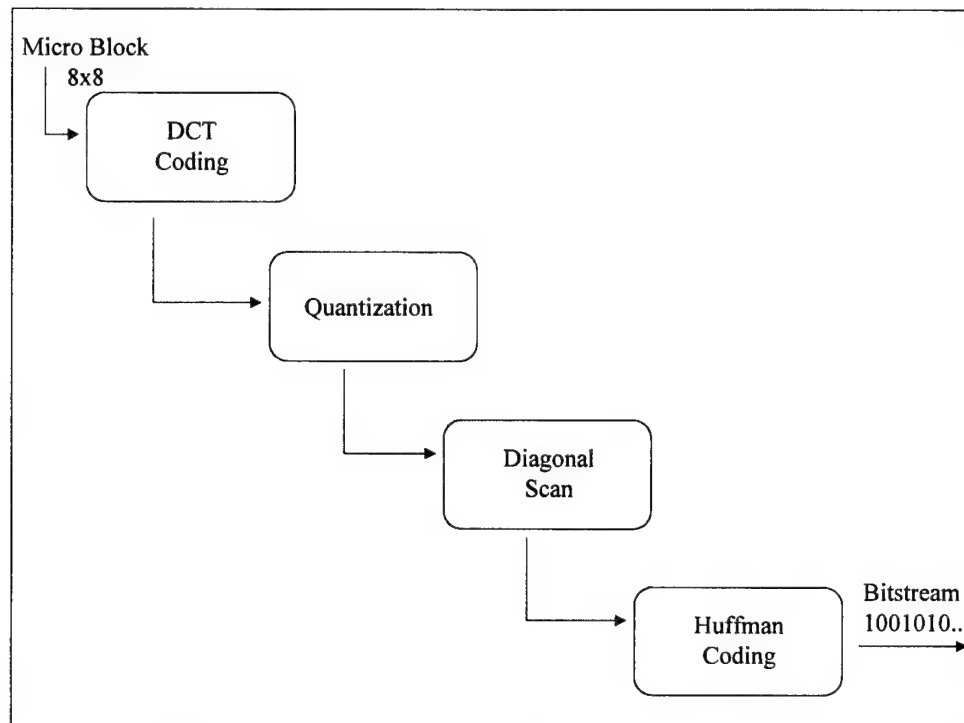 Micro Block
8x8
DCT
Coding
Quantization
Diagonal
Scan
Huffman
Coding
Bitstream
1001010..